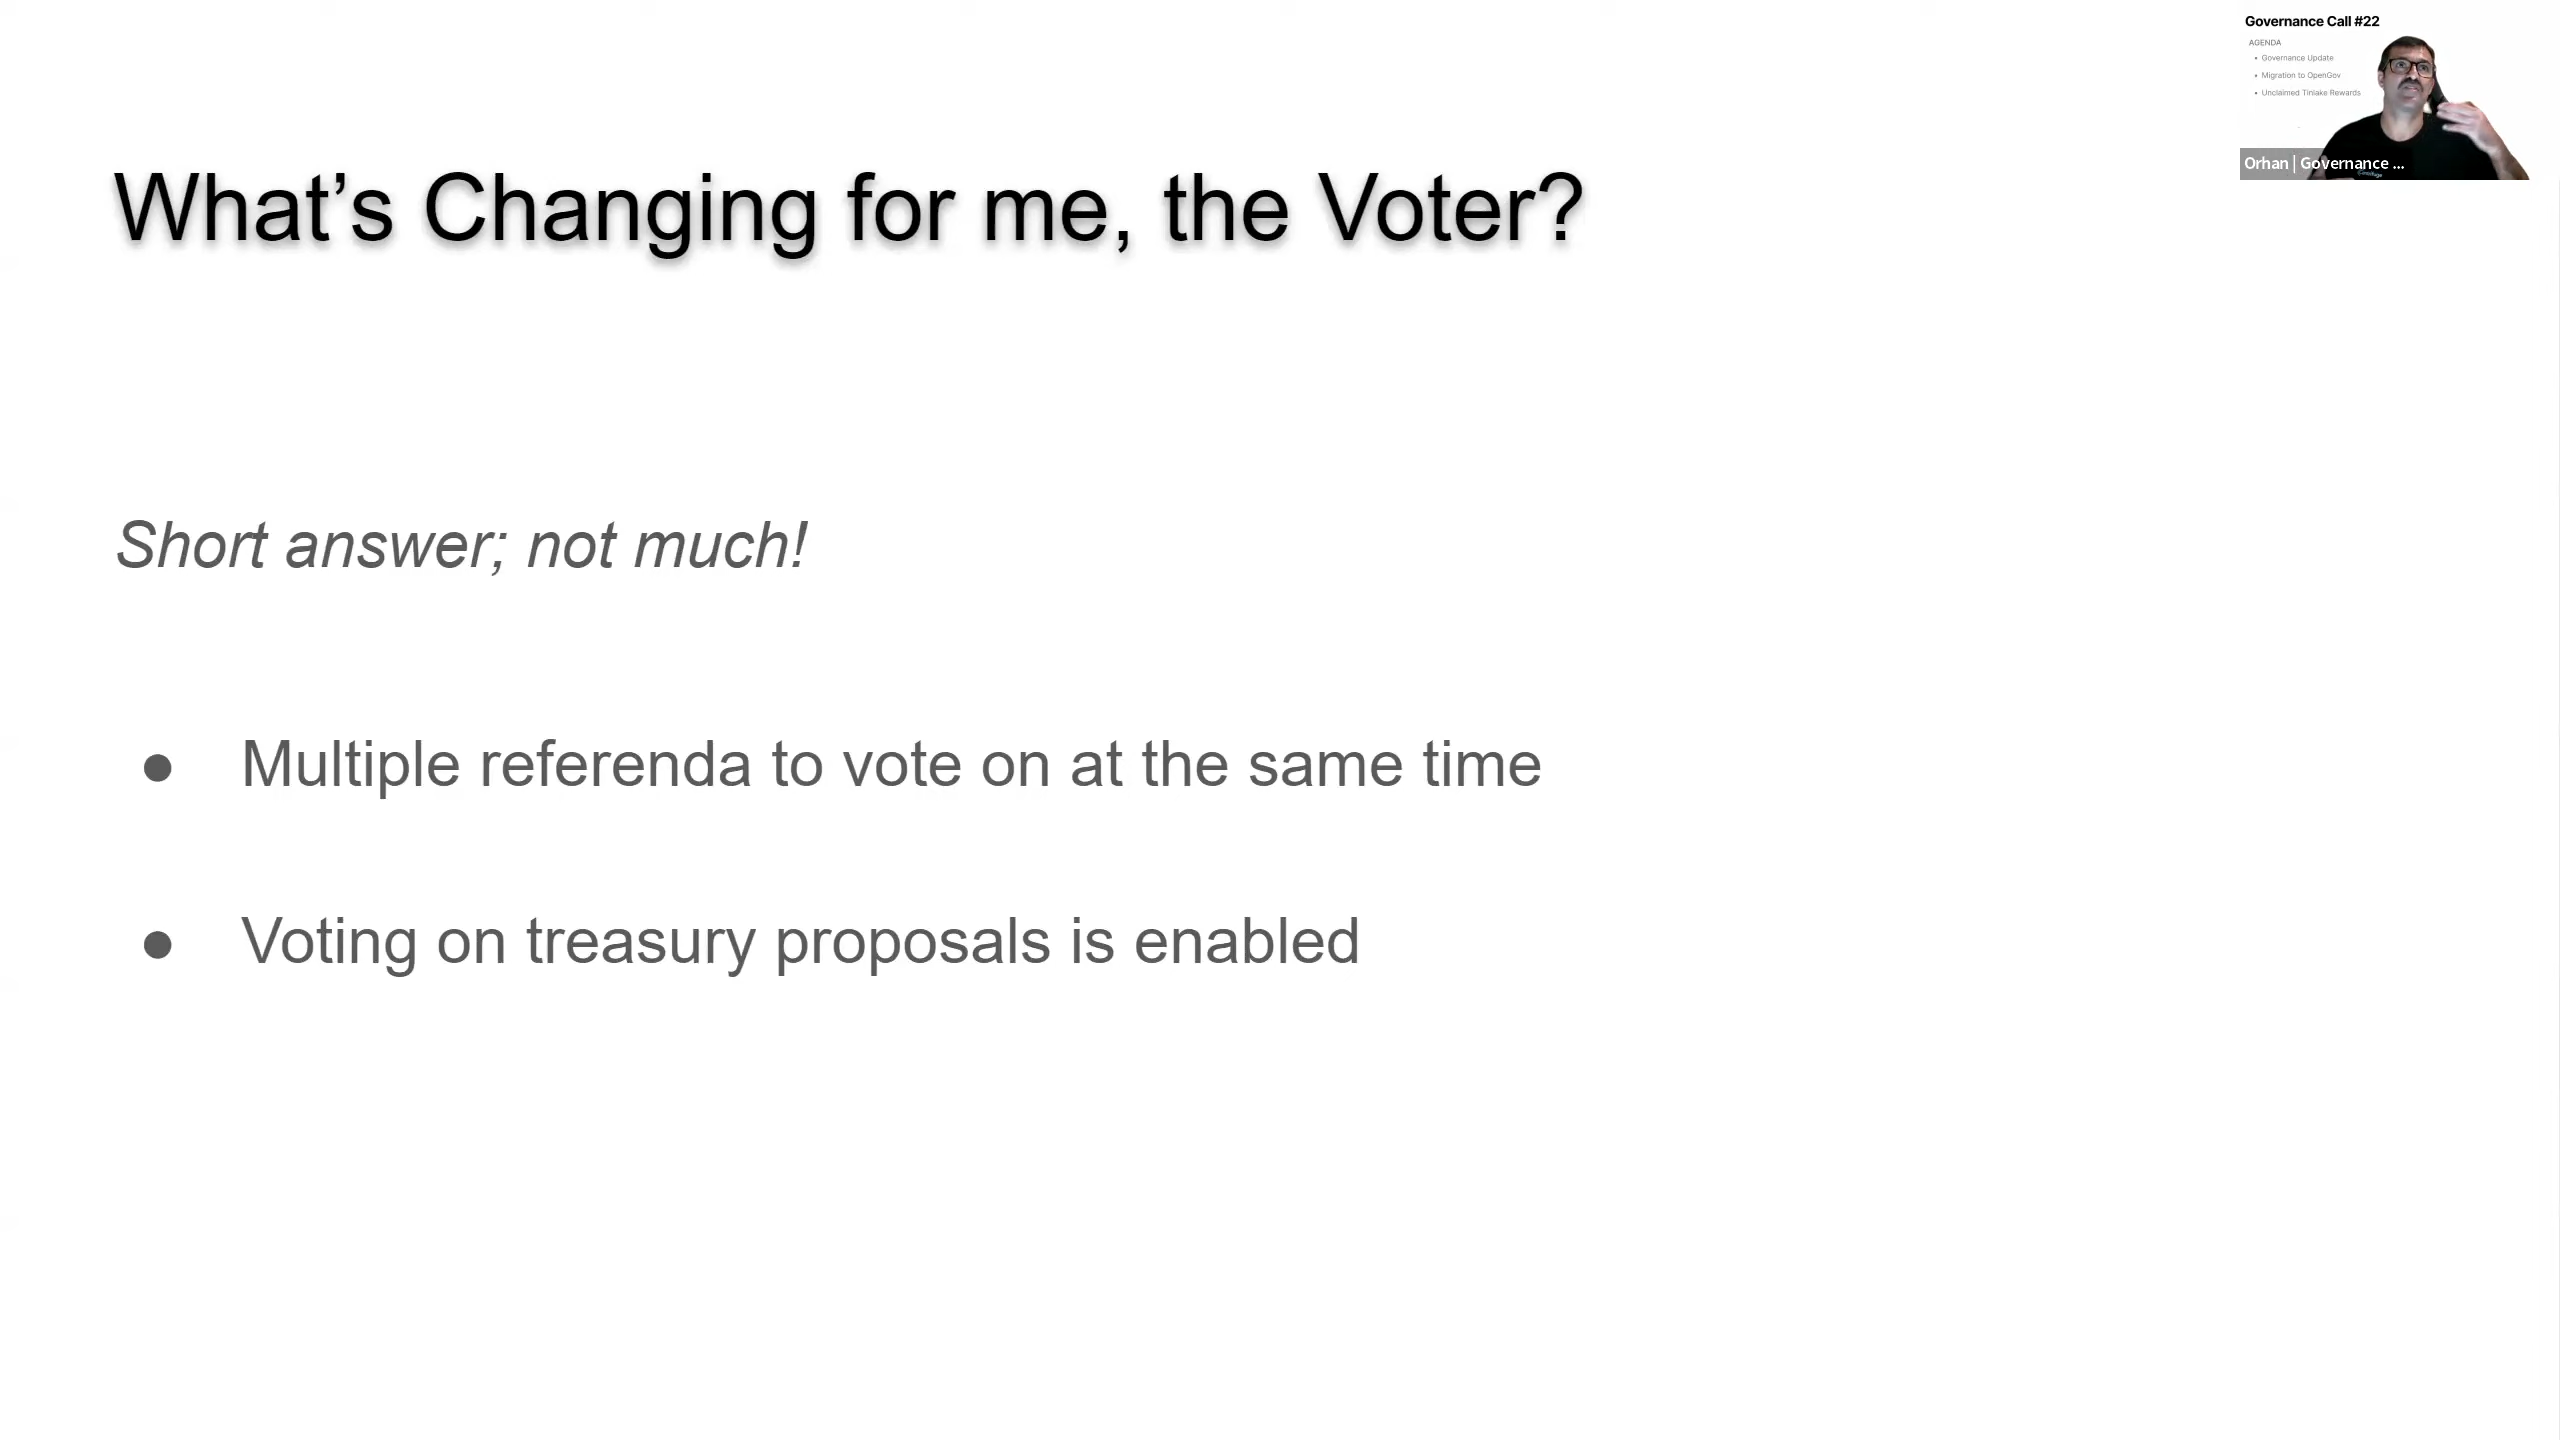 Governance Call #22
AGENDA
• Governance Update
• Migration to OpenGov
• Unclaimed Tinlake Rewards
Orhan | Governance ...
What’s Changing for me, the Voter?
Short answer; not much!
● Multiple referenda to vote on at the same time
● Voting on treasury proposals is enabled